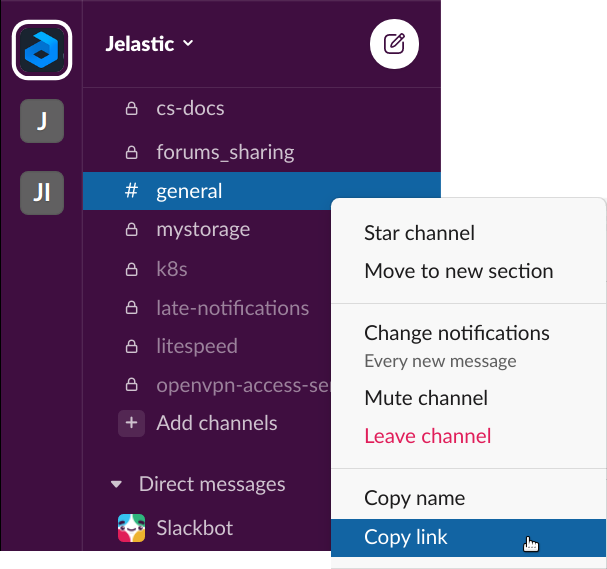 Jelastic
J
JI
cs-docs
forums_sharing
# general
mystorage
k8s
late-notifications
litespeed
openvpn-access-ser
+ Add channels
Direct messages
Slackbot
Star channel
Move to new section
Change notifications
Every new message
Mute channel
Leave channel
Copy name
Copy link